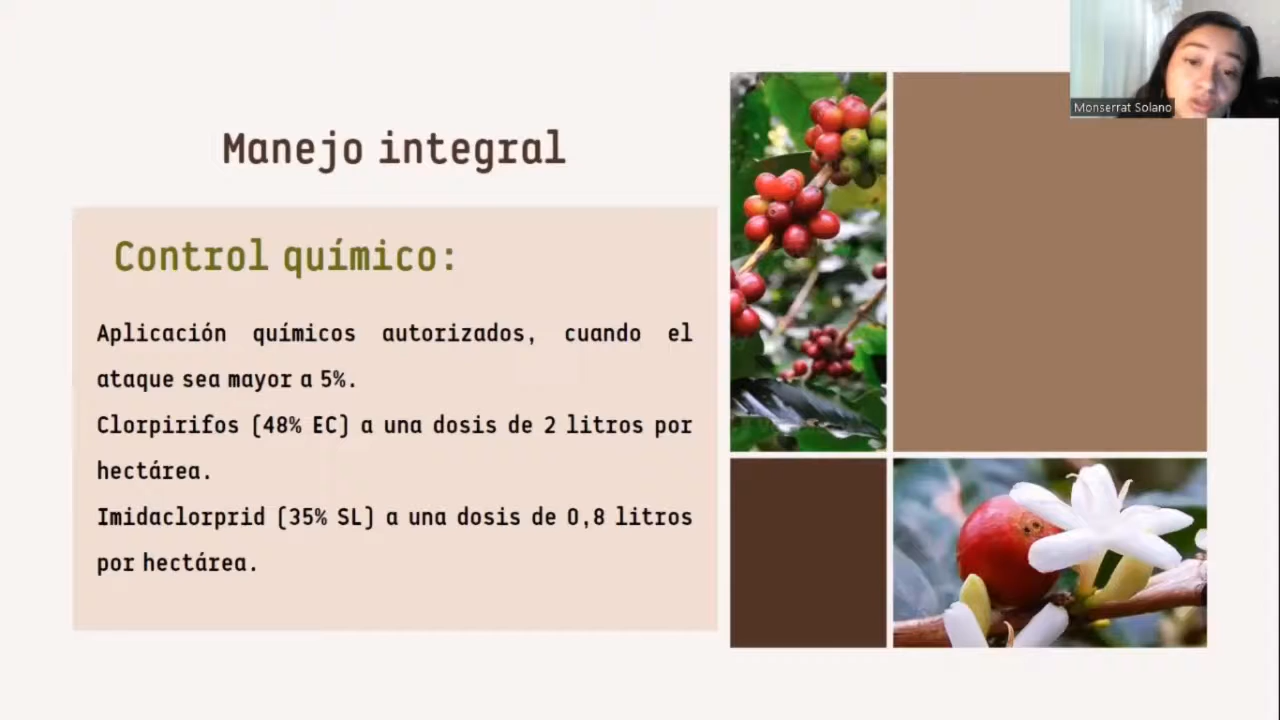 Monserrat Solano
Manejo integral
Control químico:
Aplicación químicos autorizados, cuando el
ataque sea mayor a 5%.
Clorpirifos (48% EC) a una dosis de 2 litros por
hectárea.
Imidaclorprid (35% SL) a una dosis de 0,8 litros
por hectárea.